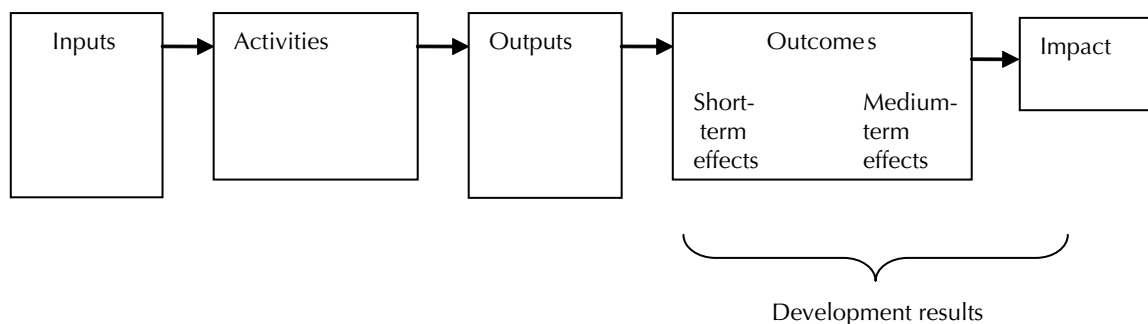 Inputs
Activities
Outputs
Outcomes
Short-
term
effects
Medium-
term
effects
Impact
Development results